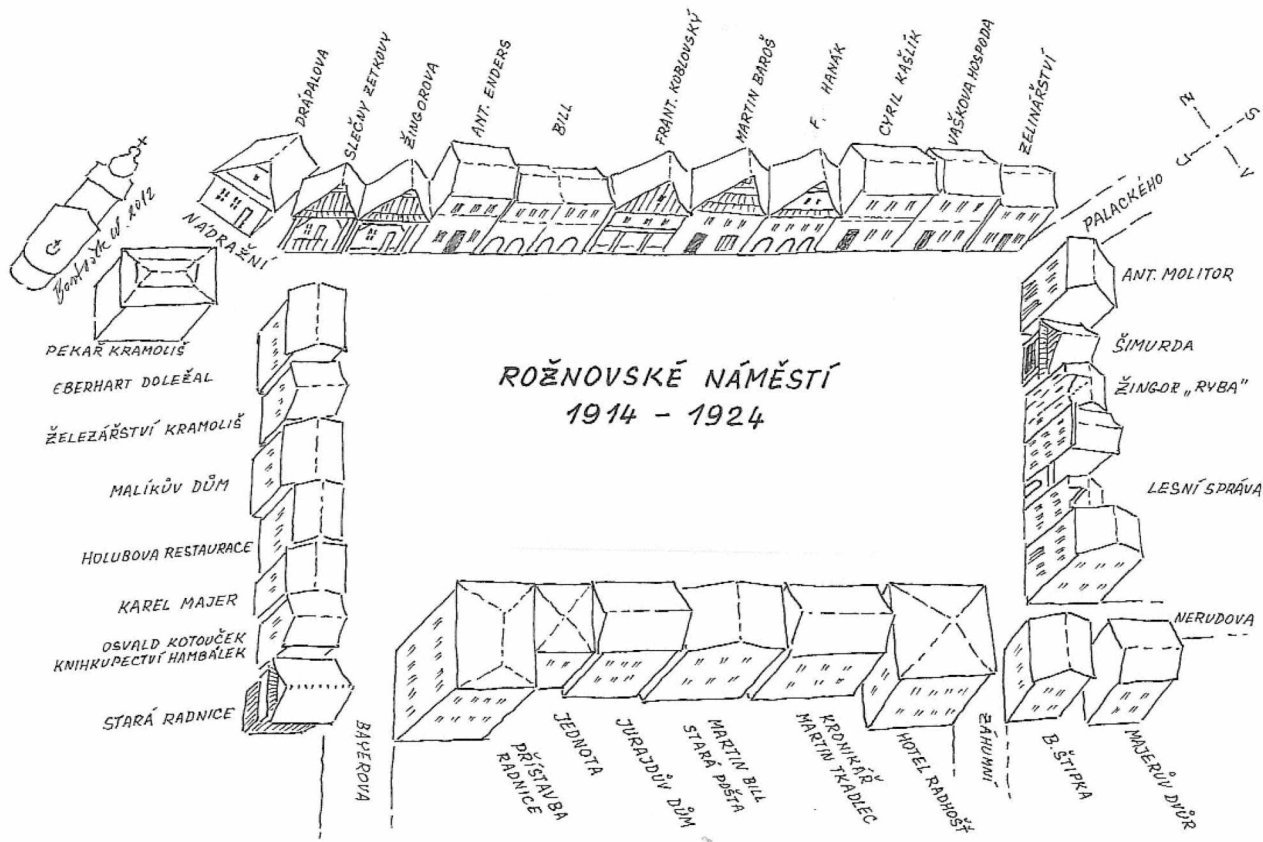 DRÁPALOVA
SLEČNY ZETKOVY
ŽINGOROVA
ANT. ENDERS
BILL
FRANT. KOBLOVSKÝ
MARTIN BAROŠ
F. HANÁK
CYRIL KAŠLÍK
VAŠKOVA HOSPODA
ZELINÁŘSTVÍ
Z
S
J
V
PALACKÉHO
NÁDRAŽNÍ
2012
ANT. MOLITOR
ŠIMURDA
ŽINGOR „RYBA"
LESNÍ SPRÁVA
NERUDOVA
ROŽNOVSKÉ NÁMĚSTÍ
1914 - 1924
PEKAŘ KRAMOLIŠ
EBERHART DOLEŽAL
ŽELEZÁŘSTVÍ KRAMOLIŠ
MALÍKŮV DŮM
HOLUBOVA RESTAURACE
KAREL MAJER
OSVALD KOTOUČEK
KNIHKUPECTVÍ HAMBÁLEK
STARÁ RADNICE
BAYEROVA
PŘÍSTAVBA
RADNICE
JEDNOTA
JURAJDŮV DŮM
MARTIN BILL
STARÁ POŠTA
KRONIKÁŘ
MARTIN TKADLEC
HOTEL RADHOŠŤ
ZÁHUMNÍ
B. ŠTIPKA
MAJERŮV DVŮR